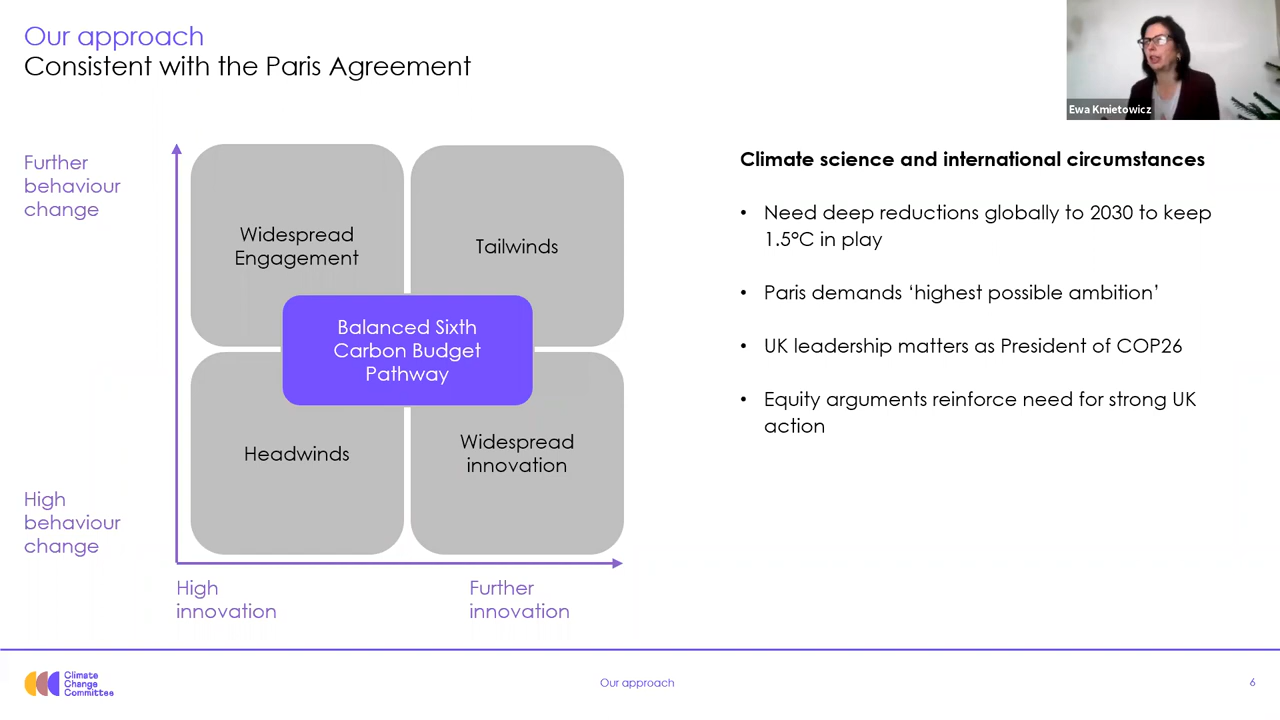 Our approach
Consistent with the Paris Agreement
Ewa Kmietowicz
Further
behaviour
change
Widespread
Engagement
Tailwinds
Balanced Sixth
Carbon Budget
Pathway
Headwinds
Widespread
innovation
High
behaviour
change
High
innovation
Further
innovation
Climate science and international circumstances
• Need deep reductions globally to 2030 to keep
1.5°C in play
• Paris demands ‘highest possible ambition’
• UK leadership matters as President of COP26
• Equity arguments reinforce need for strong UK
action
Climate
Change
Committee
Our approach
6